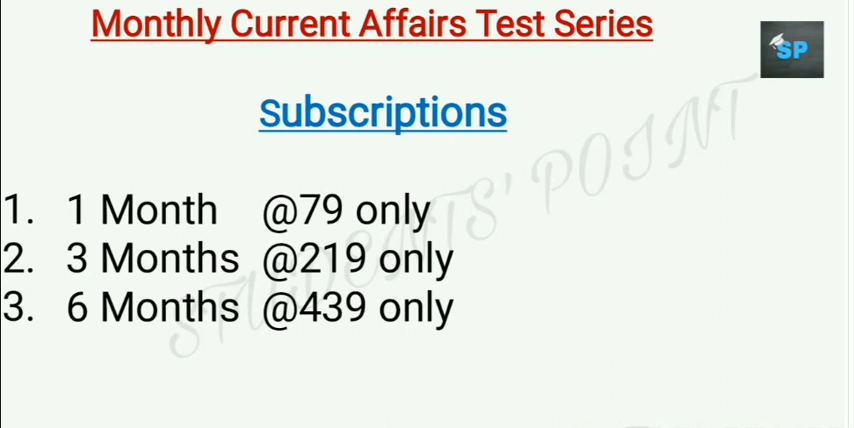 Monthly Current Affairs Test Series
SP
Subscriptions
1. 1 Month @79 only
2. 3 Months @219 only
3. 6 Months @439 only
STUDENTS' POINT